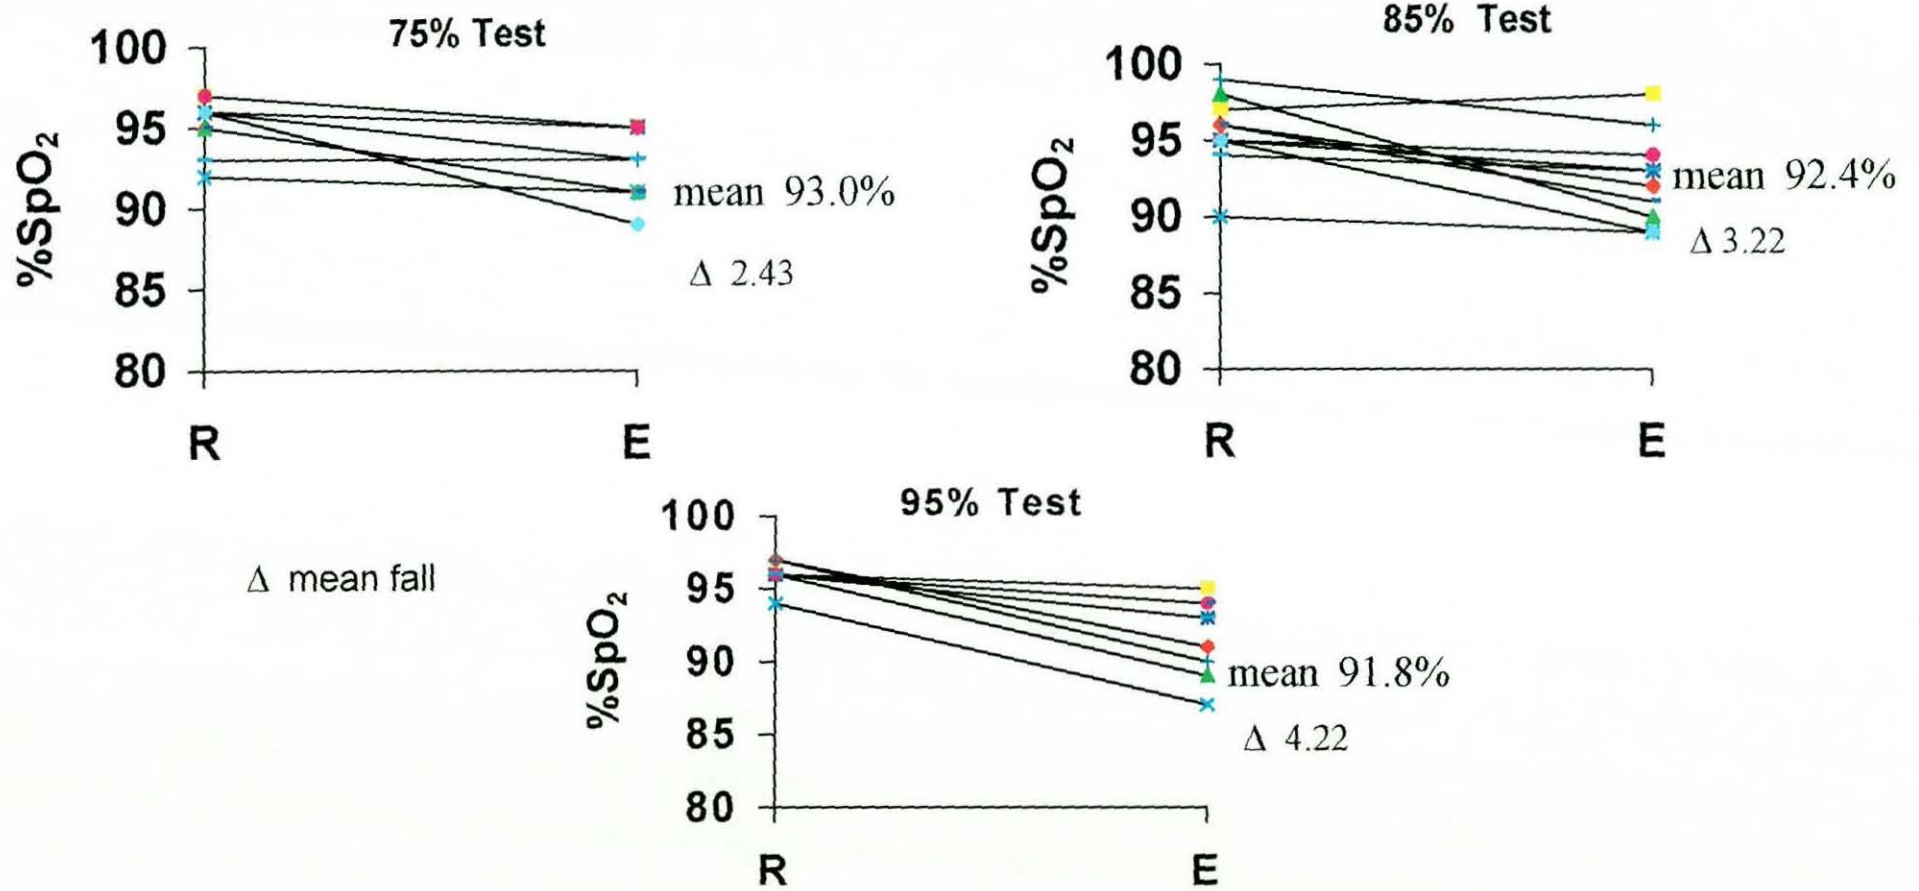 75% Test
100
95
90
85
80
%SpO₂
R
E
mean 93.0%
Δ 2.43
85% Test
100
95
90
85
80
%SpO₂
R
E
mean 92.4%
Δ 3.22
Δ mean fall
95% Test
100
95
90
85
80
%SpO₂
R
E
mean 91.8%
Δ 4.22